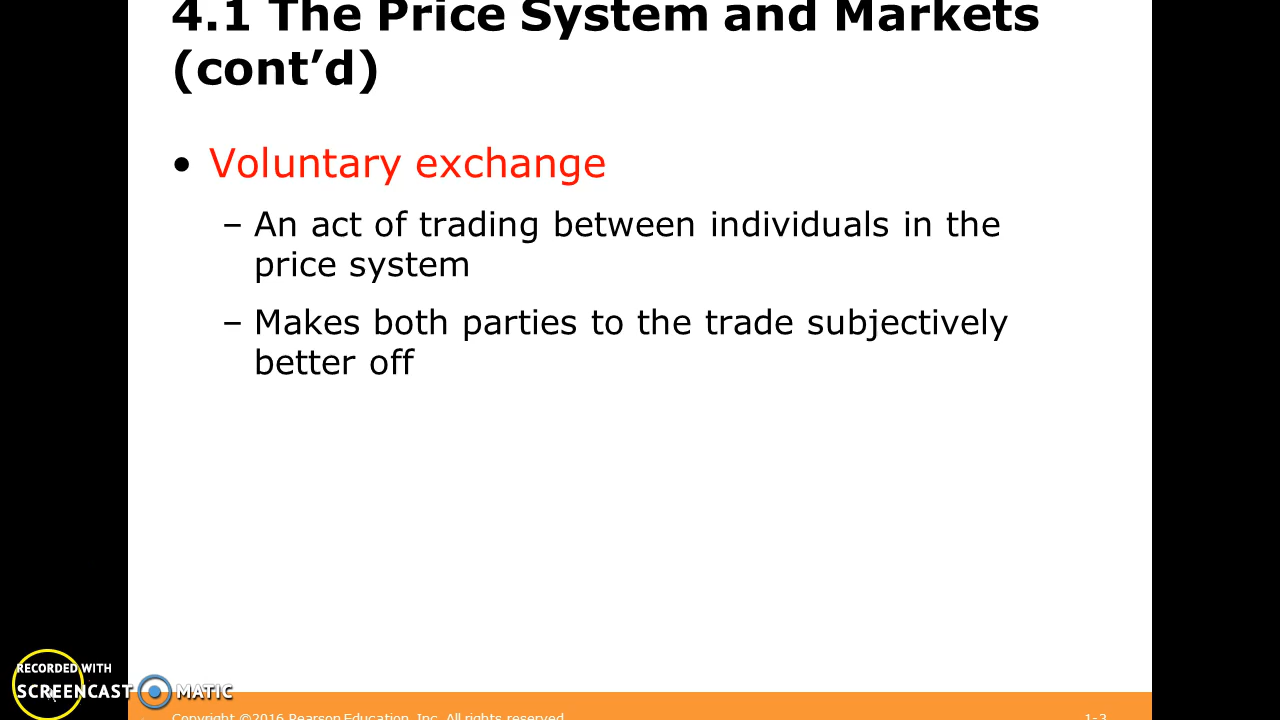 4.1 The Price System and Markets
(cont’d)
• Voluntary exchange
– An act of trading between individuals in the
price system
– Makes both parties to the trade subjectively
better off
RECORDED WITH
SCREENCAST MATIC
Copyright ©2016 Pearson Education, Inc. All rights reserved.
1-3